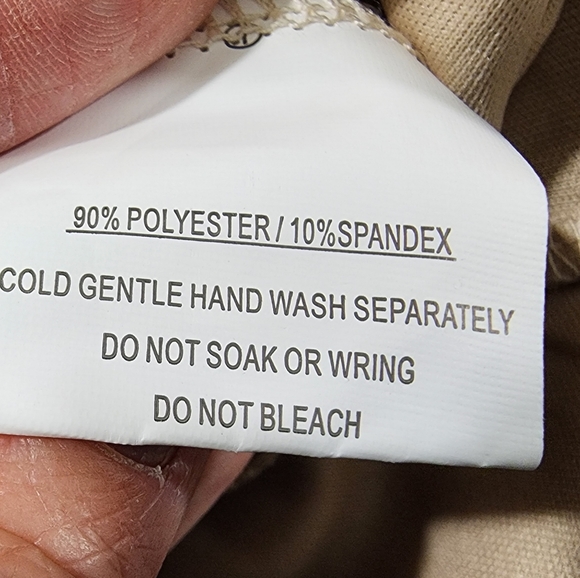 90% POLYESTER / 10%SPANDEX
COLD GENTLE HAND WASH SEPARATELY
DO NOT SOAK OR WRING
DO NOT BLEACH